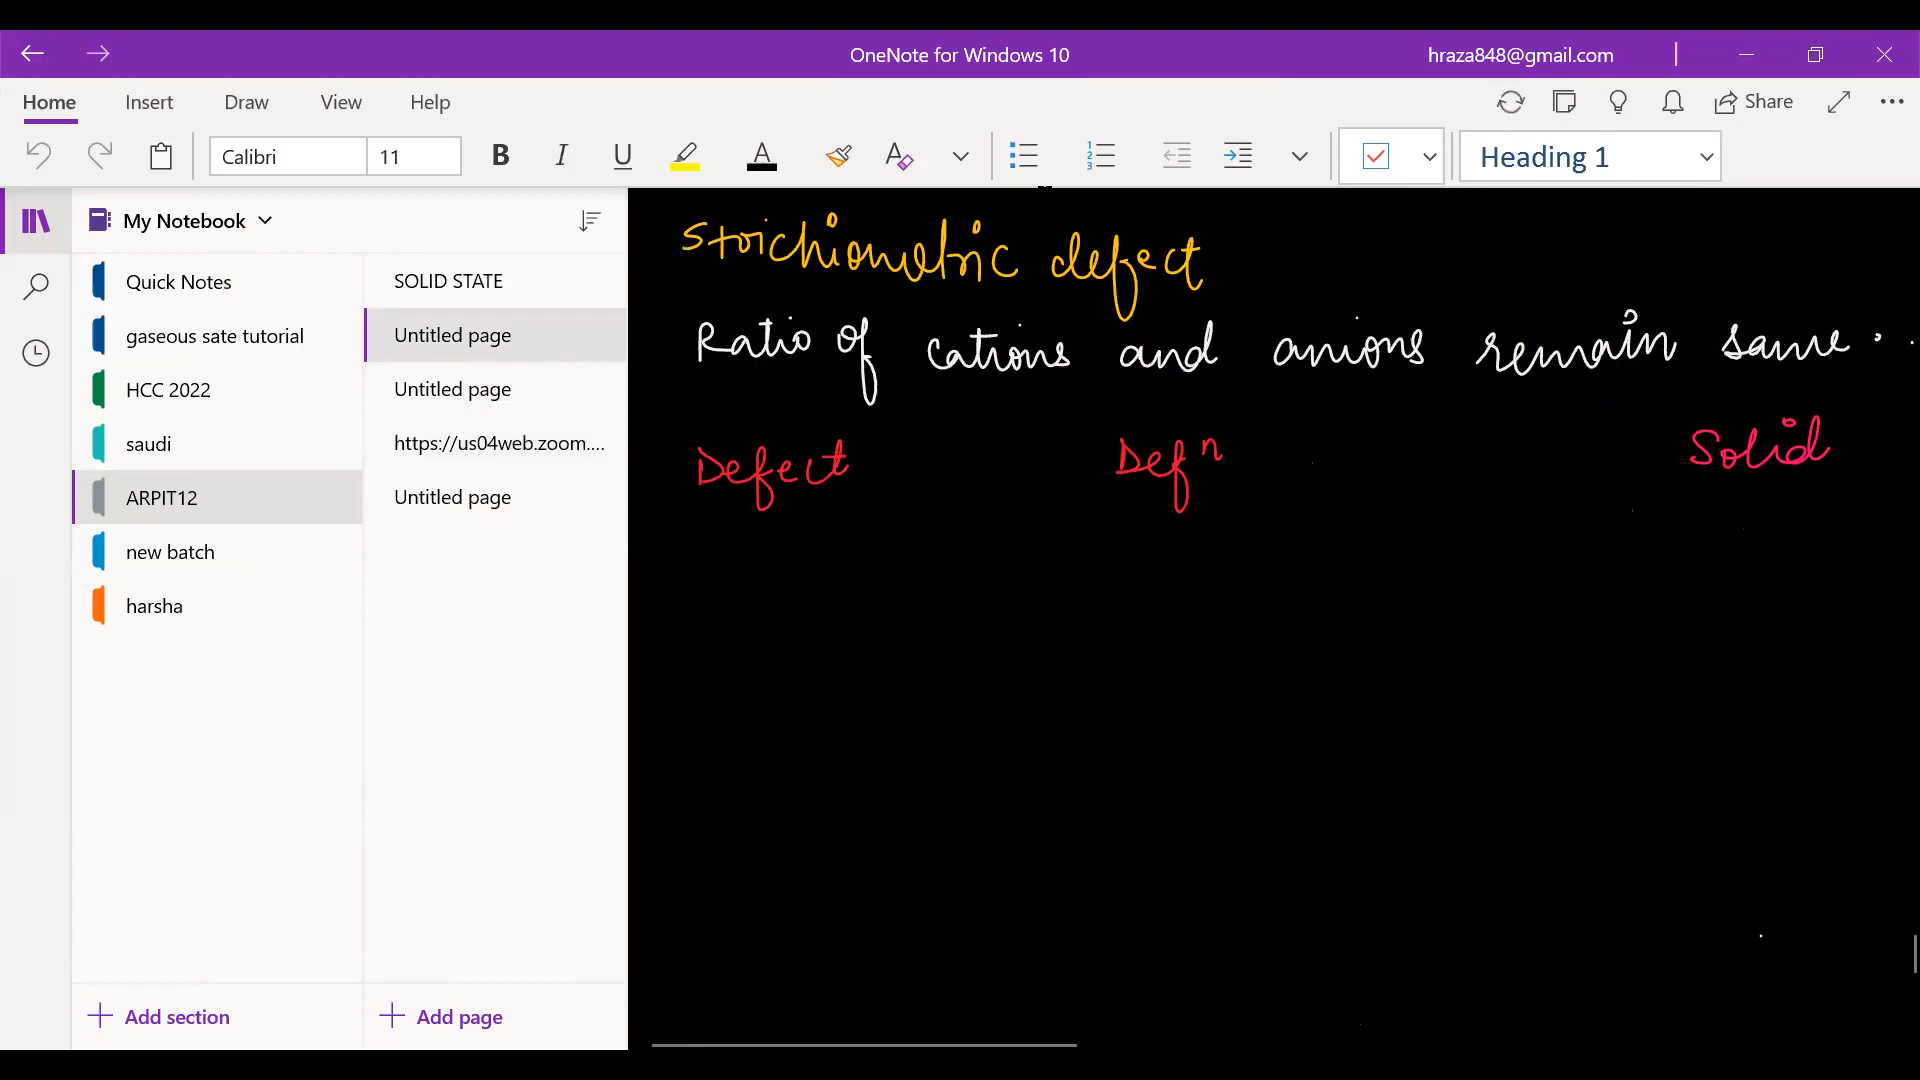 OneNote for Windows 10
hraza848@gmail.com
Home Insert Draw View Help
Share
Calibri 11 B I U A A Heading 1
My Notebook
Quick Notes
gaseous sate tutorial
HCC 2022
saudi
ARPIT12
new batch
harsha
Add section
SOLID STATE
Untitled page
Untitled page
https://us04web.zoom....
Untitled page
Add page
Stoichiometric defect
Ratio of cations and anions remain same.
Defect Defn Solid